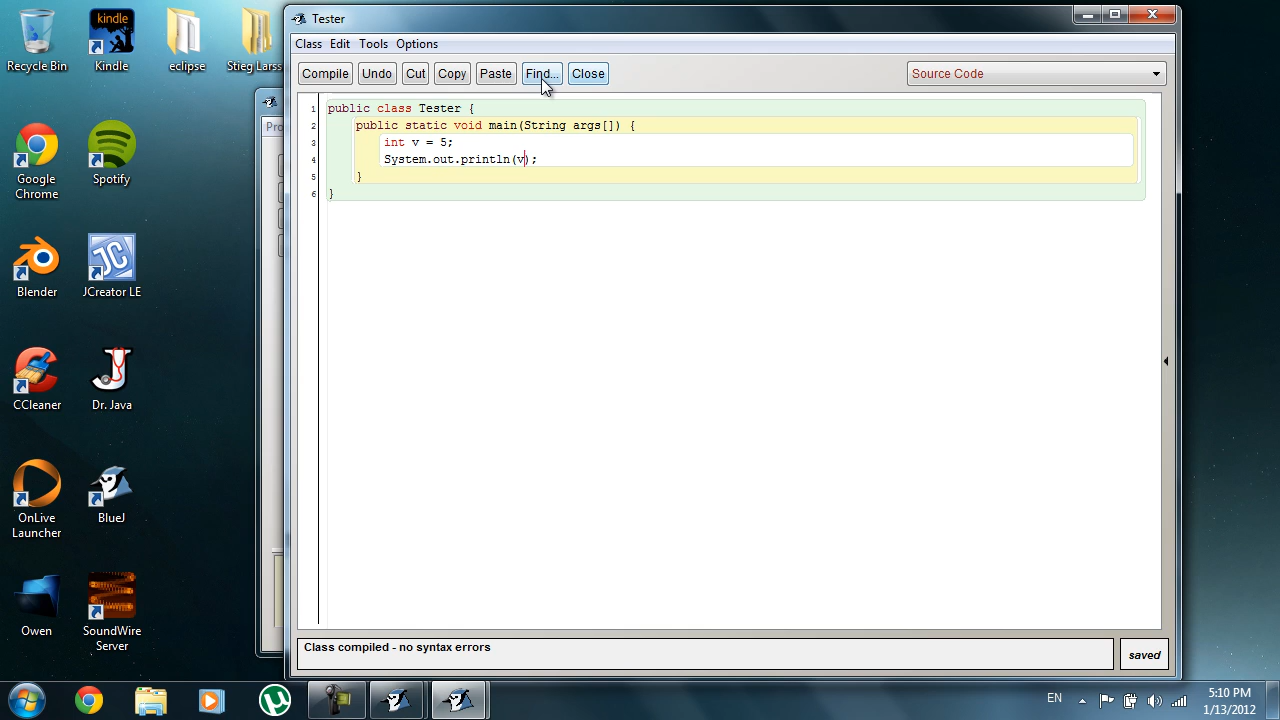 Recycle Bin
Kindle
kindle
eclipse
Stieg Larss
Google Chrome
Spotify
Blender
JCreator LE
CCleaner
Dr. Java
OnLive Launcher
BlueJ
Owen
SoundWire Server
Tester
Class Edit Tools Options
Compile Undo Cut Copy Paste Find... Close Source Code
1 public class Tester {
2 public static void main(String args[]) {
3 int v = 5;
4 System.out.println(v);
5 }
6 }
Class compiled - no syntax errors
saved
EN
5:10 PM
1/13/2012